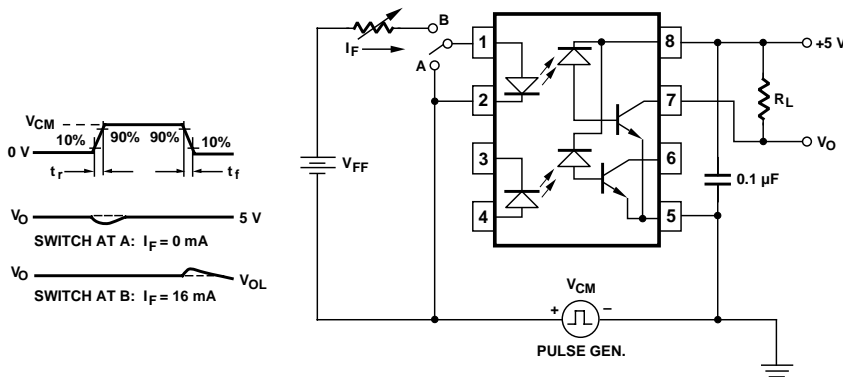 V_CM
0 V
10%
90%
90%
10%
t_r
t_f
V_O
5 V
SWITCH AT A: I_F = 0 mA
V_O
V_OL
SWITCH AT B: I_F = 16 mA
B
I_F
A
V_FF
1
2
3
4
8
7
6
5
+5 V
R_L
V_O
0.1 µF
V_CM
+
–
PULSE GEN.